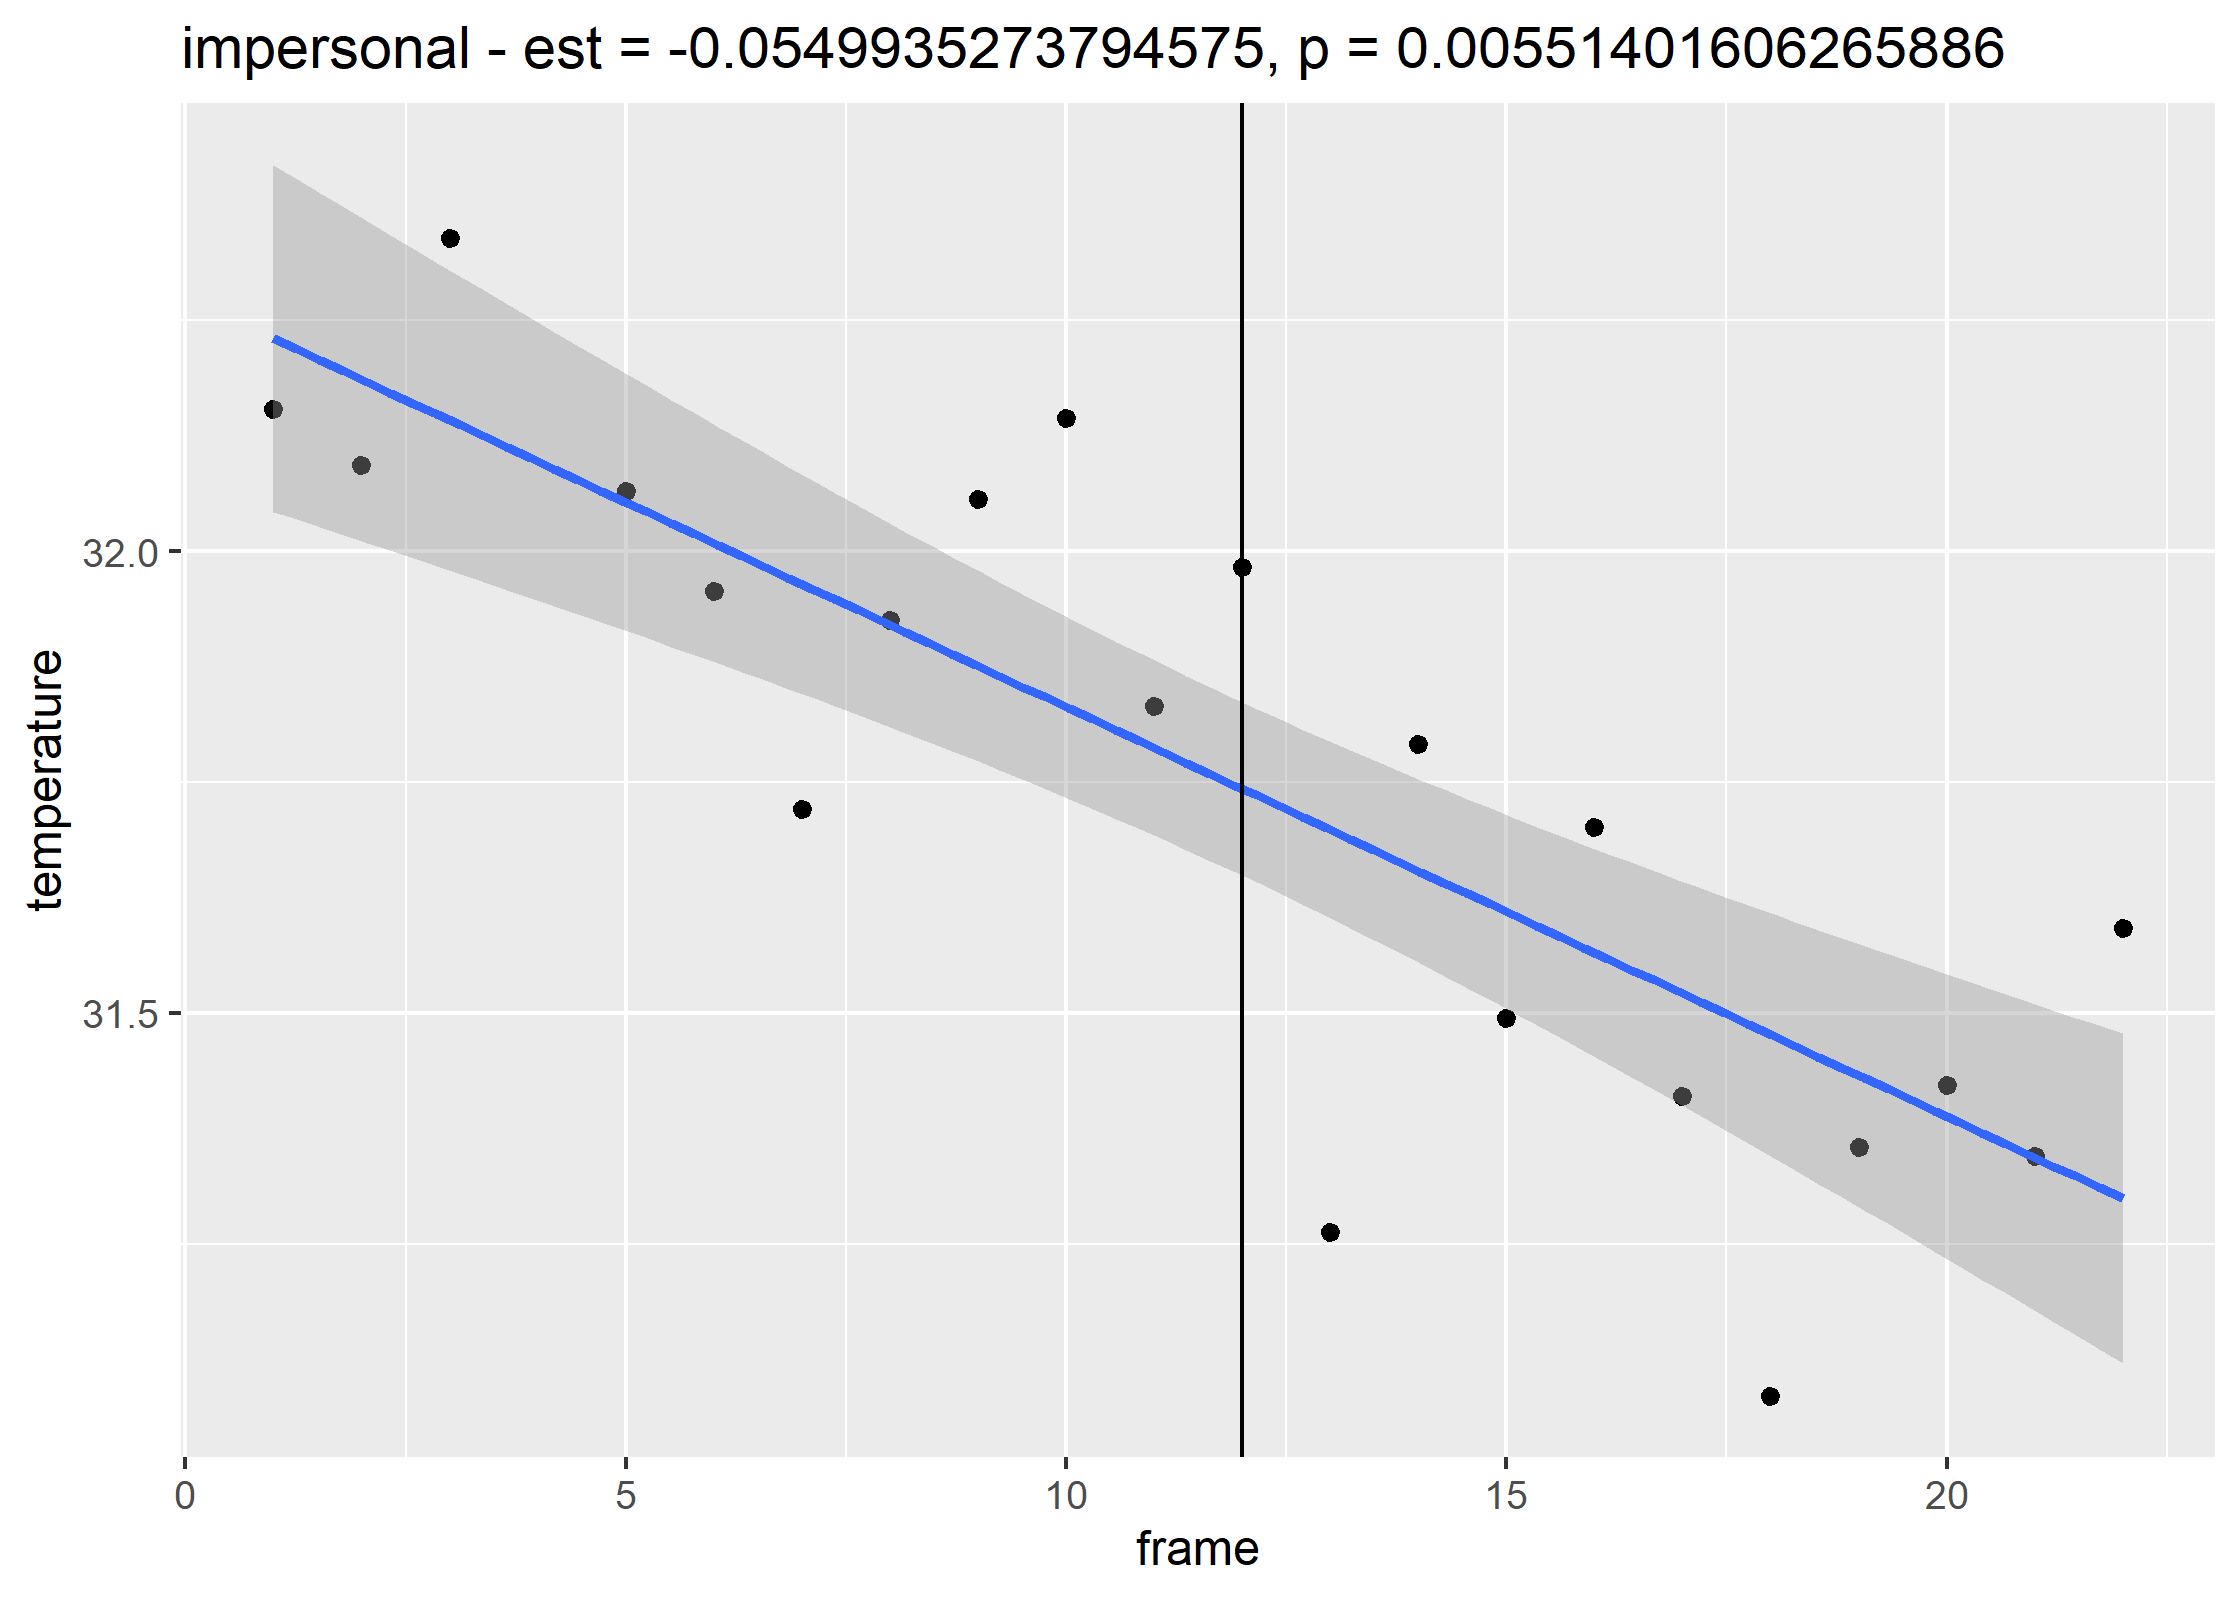 impersonal - est = -0.0549935273794575, p = 0.00551401606265886
temperature
32.0
31.5
0 5 10 15 20
frame